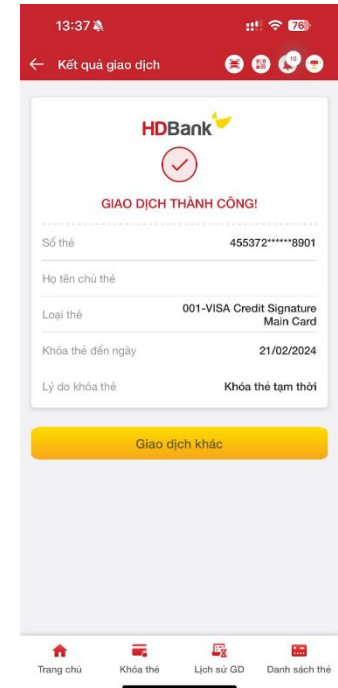 13:37
76
Kết quả giao dịch
10
HDBank
GIAO DỊCH THÀNH CÔNG!
Số thẻ 455372******8901
Họ tên chủ thẻ
Loại thẻ 001-VISA Credit Signature
Main Card
Khóa thẻ đến ngày 21/02/2024
Lý do khóa thẻ Khóa thẻ tạm thời
Giao dịch khác
Trang chủ Khóa thẻ Lịch sử GD Danh sách thẻ